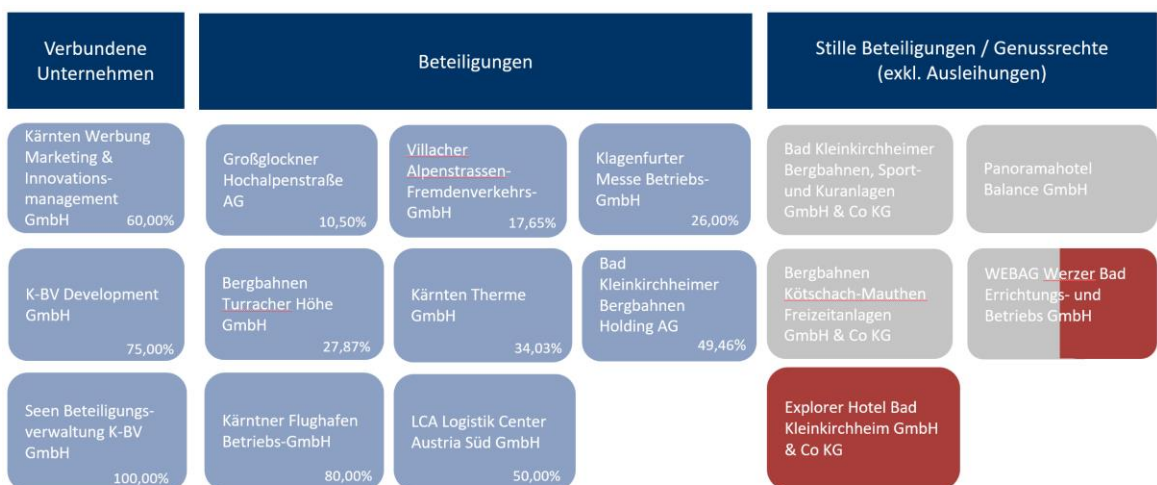 Verbundene
Unternehmen
Beteiligungen
Stille Beteiligungen / Genussrechte
(exkl. Ausleihungen)
Kärnten Werbung
Marketing &
Innovations-
management
GmbH
60,00%
Großglockner
Hochalpenstraße
AG
10,50%
Villacher
Alpenstrassen-
Fremdenverkehrs-
GmbH
17,65%
Klagenfurter
Messe Betriebs-
GmbH
26,00%
Bad Kleinkirchheimer
Bergbahnen, Sport-
und Kuranlagen
GmbH & Co KG
Panoramahotel
Balance GmbH
K-BV Development
GmbH
75,00%
Bergbahnen
Turracher Höhe
GmbH
27,87%
Kärnten Therme
GmbH
34,03%
Bad
Kleinkirchheimer
Bergbahnen
Holding AG
49,46%
Bergbahnen
Kötschach-Mauthen
Freizeitanlagen
GmbH & Co KG
WEBAG Werzer Bad
Errichtungs- und
Betriebs GmbH
Seen Beteiligungs-
verwaltung K-BV
GmbH
100,00%
Kärntner Flughafen
Betriebs-GmbH
80,00%
LCA Logistik Center
Austria Süd GmbH
50,00%
Explorer Hotel Bad
Kleinkirchheim GmbH
& Co KG